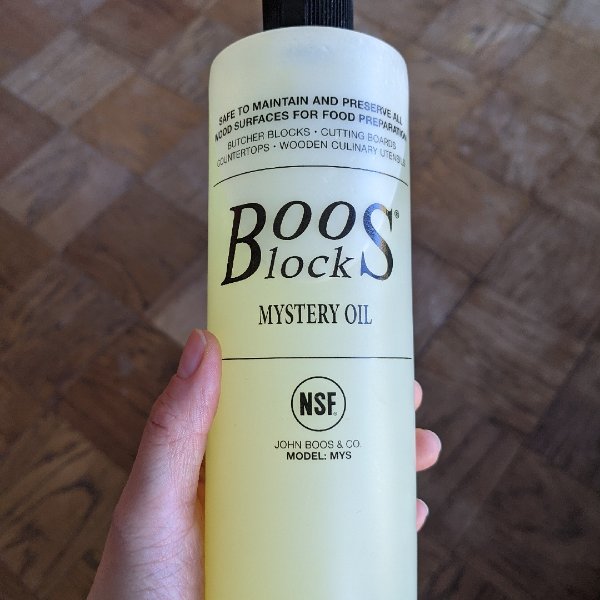 SAFE TO MAINTAIN AND PRESERVE ALL
WOOD SURFACES FOR FOOD PREPARATION
BUTCHER BLOCKS • CUTTING BOARDS
COUNTERTOPS • WOODEN CULINARY UTENSILS
BOOS®
BlockS
MYSTERY OIL
NSF®
JOHN BOOS & CO.
MODEL: MYS